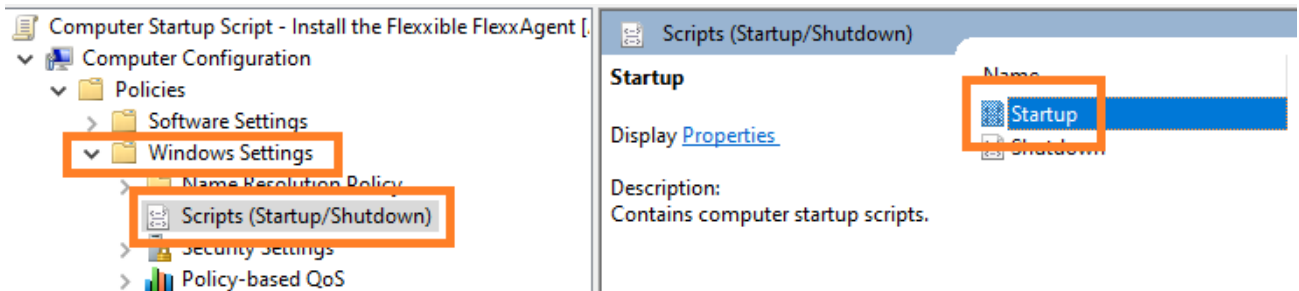 Computer Startup Script - Install the Flexxible FlexxAgent [.
Computer Configuration
Policies
Software Settings
Windows Settings
Name Resolution Policy
Scripts (Startup/Shutdown)
Security Settings
Policy-based QoS
Scripts (Startup/Shutdown)
Startup
Display Properties
Description:
Contains computer startup scripts.
Name
Startup
Shutdown